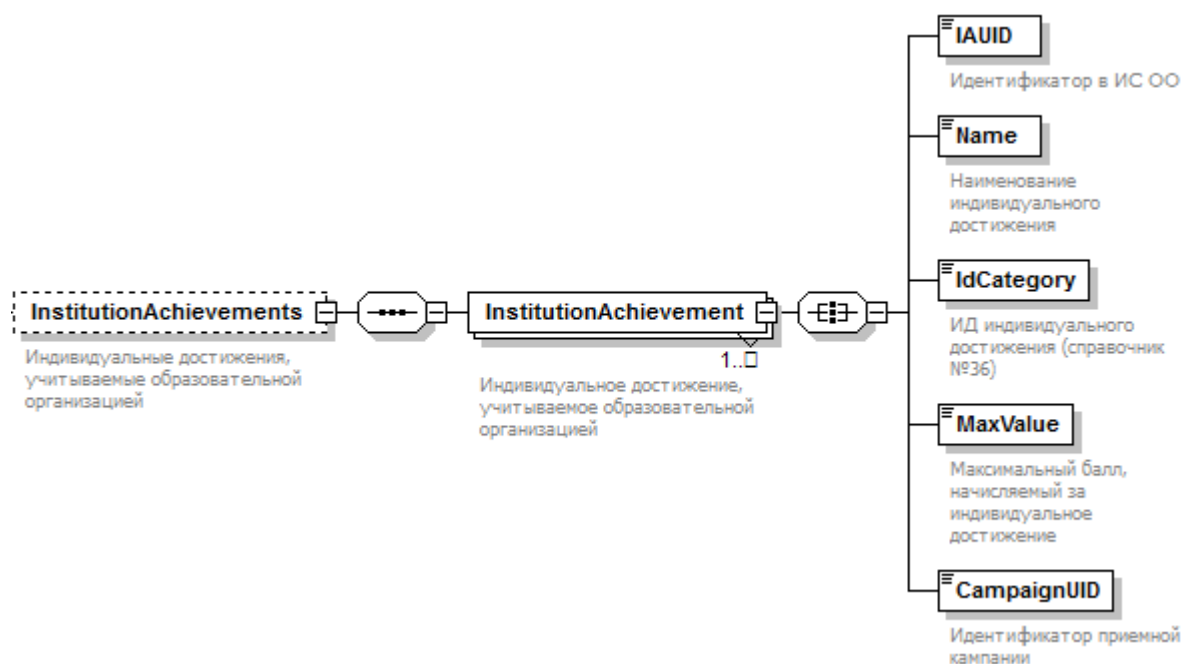 InstitutionAchievements
Индивидуальные достижения,
учитываемые образовательной
организацией
InstitutionAchievement
1..□
Индивидуальное достижение,
учитываемое образовательной
организацией
IAUID
Идентификатор в ИС ОО
Name
Наименование
индивидуального
достижения
IdCategory
ИД индивидуального
достижения (справочник
№36)
MaxValue
Максимальный балл,
начисляемый за
индивидуальное
достижение
CampaignUID
Идентификатор приемной
кампании